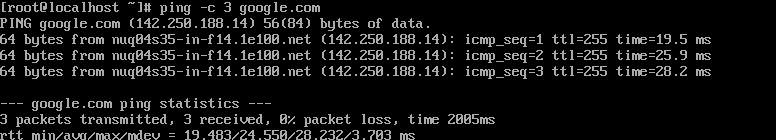 [root@localhost ~]# ping -c 3 google.com
PING google.com (142.250.188.14) 56(84) bytes of data.
64 bytes from nuq04s35-in-f14.1e100.net (142.250.188.14): icmp_seq=1 ttl=255 time=19.5 ms
64 bytes from nuq04s35-in-f14.1e100.net (142.250.188.14): icmp_seq=2 ttl=255 time=25.9 ms
64 bytes from nuq04s35-in-f14.1e100.net (142.250.188.14): icmp_seq=3 ttl=255 time=28.2 ms

--- google.com ping statistics ---
3 packets transmitted, 3 received, 0% packet loss, time 2005ms
rtt min/avg/max/mdev = 19.483/24.550/28.232/3.703 ms